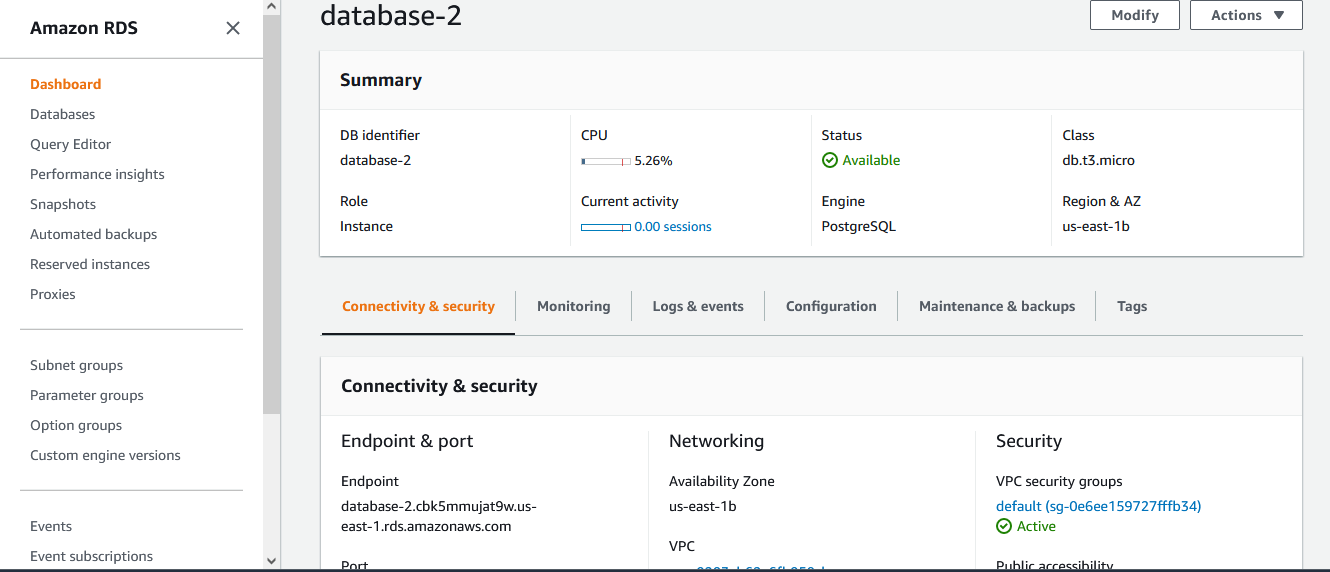 Amazon RDS
Dashboard
Databases
Query Editor
Performance insights
Snapshots
Automated backups
Reserved instances
Proxies
Subnet groups
Parameter groups
Option groups
Custom engine versions
Events
Event subscriptions
database-2
Modify
Actions
Summary
DB identifier
database-2
CPU
5.26%
Status
Available
Class
db.t3.micro
Role
Instance
Current activity
0.00 sessions
Engine
PostgreSQL
Region & AZ
us-east-1b
Connectivity & security
Monitoring
Logs & events
Configuration
Maintenance & backups
Tags
Connectivity & security
Endpoint & port
Endpoint
database-2.cbk5mmujat9w.us-
east-1.rds.amazonaws.com
Port
Networking
Availability Zone
us-east-1b
VPC
Security
VPC security groups
default (sg-0e6ee159727fffb34)
Active
Public accessibility